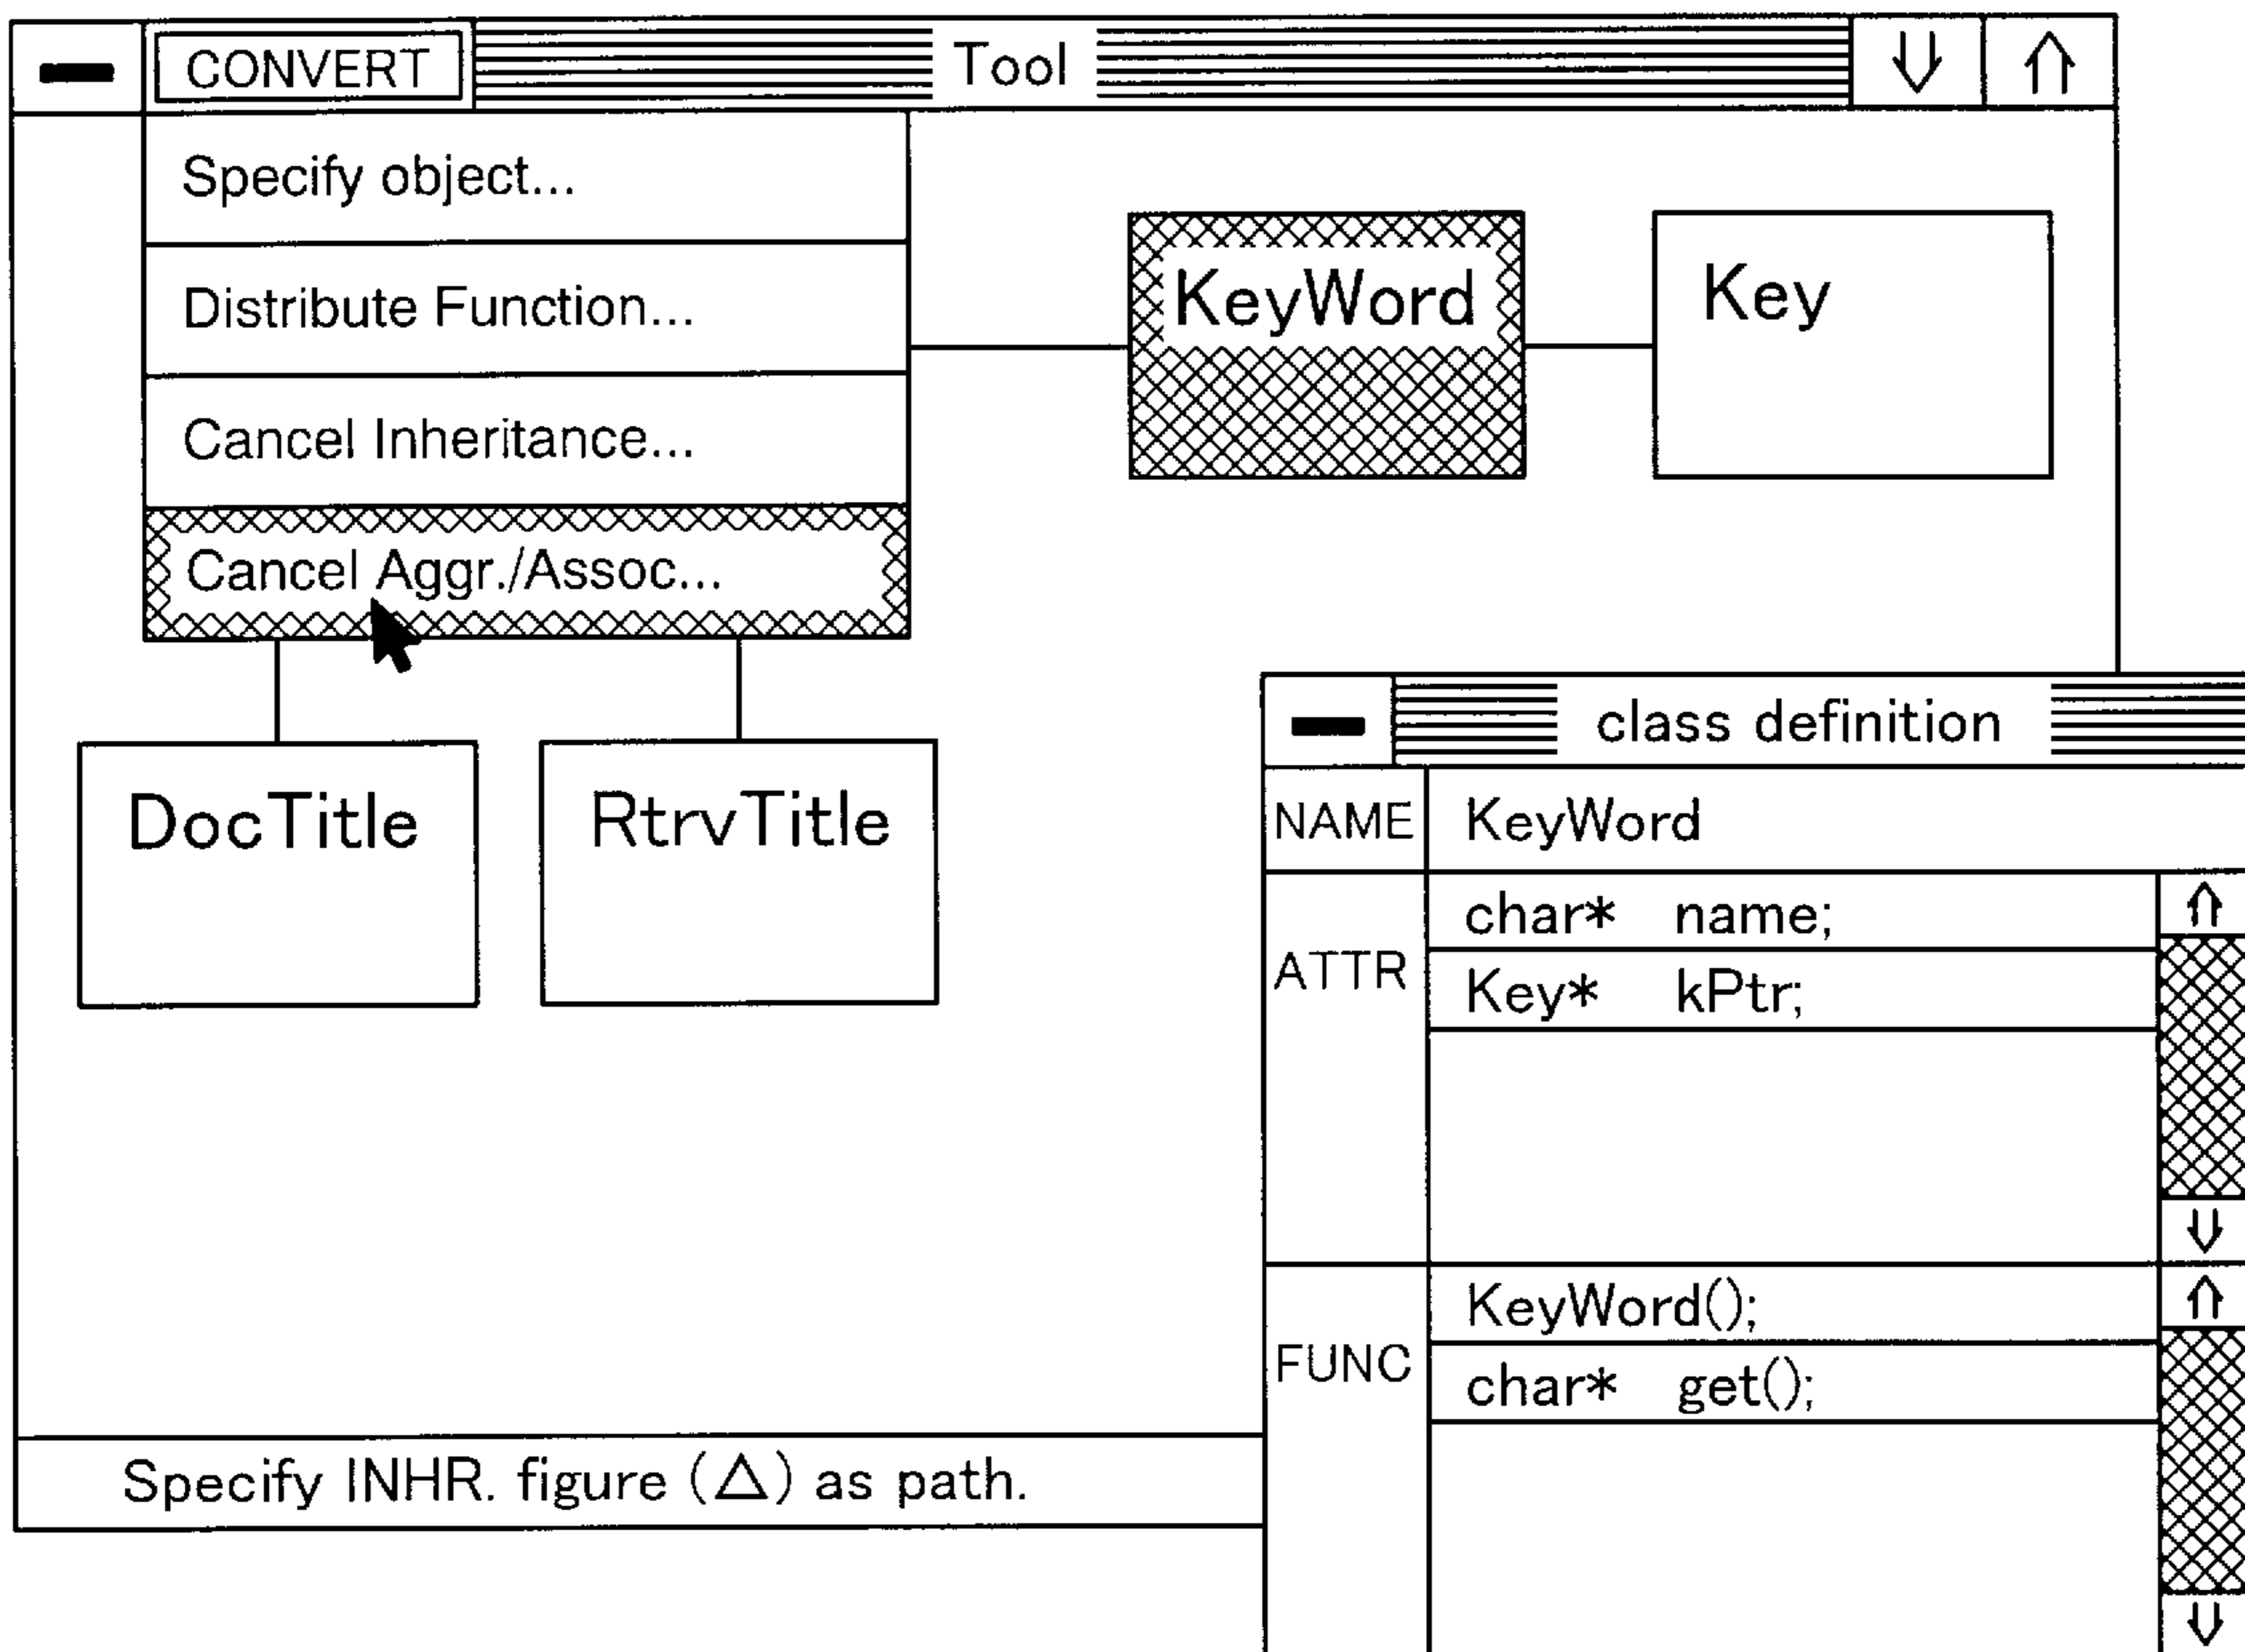 CONVERT
Tool
Specify object...
Distribute Function...
Cancel Inheritance...
Cancel Aggr./Assoc...
KeyWord
Key
DocTitle
RtrvTitle
class definition
NAME KeyWord
ATTR
char* name;
Key* kPtr;
FUNC
KeyWord();
char* get();
Specify INHR. figure (△) as path.